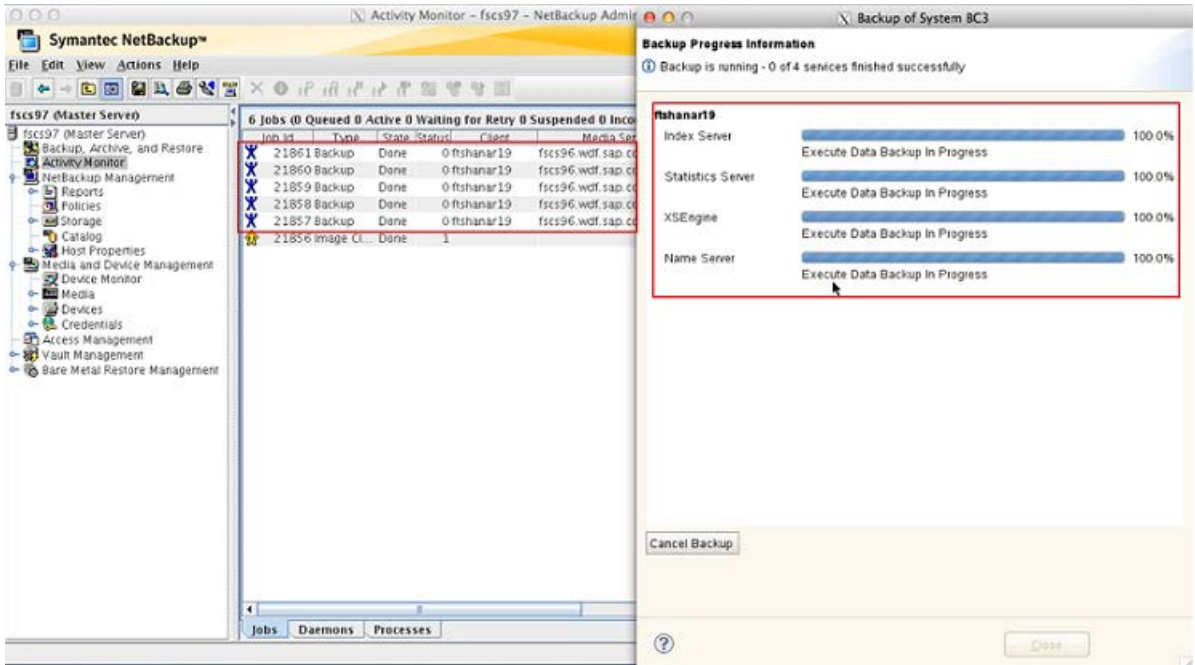 Activity Monitor - fscs97 - NetBackup Admin
Symantec NetBackup™
File Edit View Actions Help
fscs97 (Master Server)
fscs97 (Master Server)
Backup, Archive, and Restore
Activity Monitor
NetBackup Management
Reports
Policies
Storage
Catalog
Host Properties
Media and Device Management
Device Monitor
Media
Devices
Credentials
Access Management
Vault Management
Bare Metal Restore Management
6 Jobs (0 Queued 0 Active 0 Waiting for Retry 0 Suspended 0 Inco
Job Id Type State Status Client Media Ser
21861 Backup Done 0 ftshanar19 fscs96.wdf.sap.co
21860 Backup Done 0 ftshanar19 fscs96.wdf.sap.co
21859 Backup Done 0 ftshanar19 fscs96.wdf.sap.co
21858 Backup Done 0 ftshanar19 fscs96.wdf.sap.co
21857 Backup Done 0 ftshanar19 fscs96.wdf.sap.co
21856 Image Cl... Done 1
Jobs Daemons Processes
Backup of System BC3
Backup Progress Information
Backup is running - 0 of 4 services finished successfully
ftshanar19
Index Server 100.0%
Execute Data Backup In Progress
Statistics Server 100.0%
Execute Data Backup In Progress
XSEngine 100.0%
Execute Data Backup In Progress
Name Server 100.0%
Execute Data Backup In Progress
Cancel Backup
Close